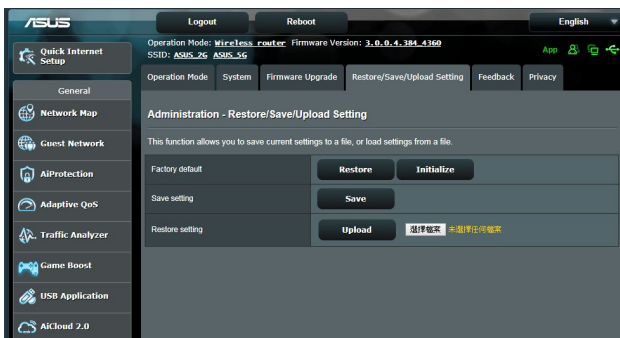 ASUS
Logout Reboot English
Quick Internet Setup
Operation Mode: Wireless router Firmware Version: 3.0.0.4.384_4360
SSID: ASUS_2G ASUS_5G
App
Operation Mode System Firmware Upgrade Restore/Save/Upload Setting Feedback Privacy
General
Network Map
Guest Network
AiProtection
Adaptive QoS
Traffic Analyzer
Game Boost
USB Application
AiCloud 2.0
Administration - Restore/Save/Upload Setting
This function allows you to save current settings to a file, or load settings from a file.
Factory default Restore Initialize
Save setting Save
Restore setting Upload 選擇檔案 未選擇任何檔案